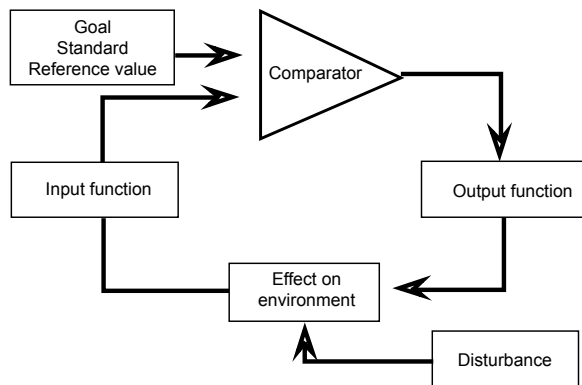 Goal
Standard
Reference value
Comparator
Input function
Output function
Effect on
environment
Disturbance